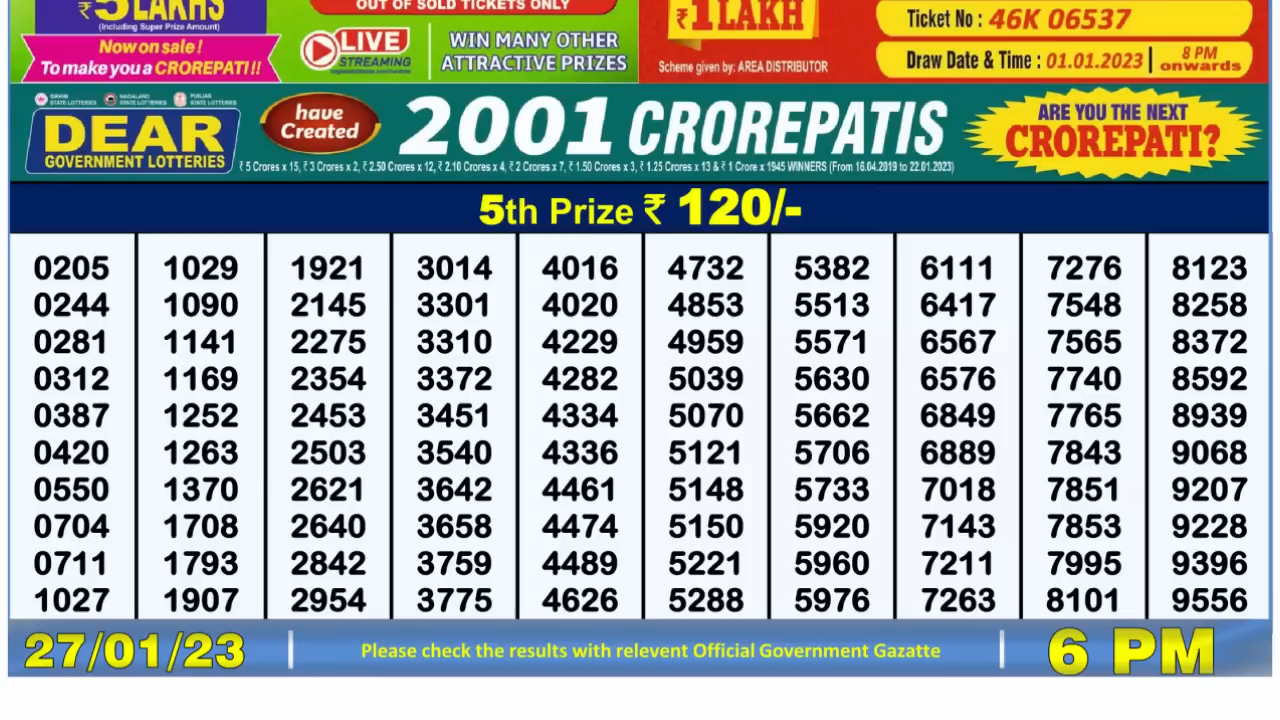 ₹5 LAKHS
(Including Super Prize Amount)
Now on sale!
To make you a CROREPATI!!
OUT OF SOLD TICKETS ONLY
LIVE
STREAMING
WIN MANY OTHER
ATTRACTIVE PRIZES
₹1 LAKH
Scheme given by: AREA DISTRIBUTOR
Ticket No : 46K 06537
Draw Date & Time : 01.01.2023 | 8 PM onwards
SIKKIM STATE LOTTERIES
NAGALAND STATE LOTTERIES
PUNJAB STATE LOTTERIES
DEAR
GOVERNMENT LOTTERIES
have Created
2001 CROREPATIS
₹ 5 Crores x 15, ₹ 3 Crores x 2, ₹ 2.50 Crores x 12, ₹ 2.10 Crores x 4, ₹ 2 Crores x 7, ₹ 1.50 Crores x 3, ₹ 1.25 Crores x 13 & ₹ 1 Crore x 1945 WINNERS (From 16.04.2019 to 22.01.2023)
ARE YOU THE NEXT
CROREPATI?
5th Prize ₹ 120/-
0205 1029 1921 3014 4016 4732 5382 6111 7276 8123
0244 1090 2145 3301 4020 4853 5513 6417 7548 8258
0281 1141 2275 3310 4229 4959 5571 6567 7565 8372
0312 1169 2354 3372 4282 5039 5630 6576 7740 8592
0387 1252 2453 3451 4334 5070 5662 6849 7765 8939
0420 1263 2503 3540 4336 5121 5706 6889 7843 9068
0550 1370 2621 3642 4461 5148 5733 7018 7851 9207
0704 1708 2640 3658 4474 5150 5920 7143 7853 9228
0711 1793 2842 3759 4489 5221 5960 7211 7995 9396
1027 1907 2954 3775 4626 5288 5976 7263 8101 9556
27/01/23 | Please check the results with relevent Official Government Gazatte | 6 PM